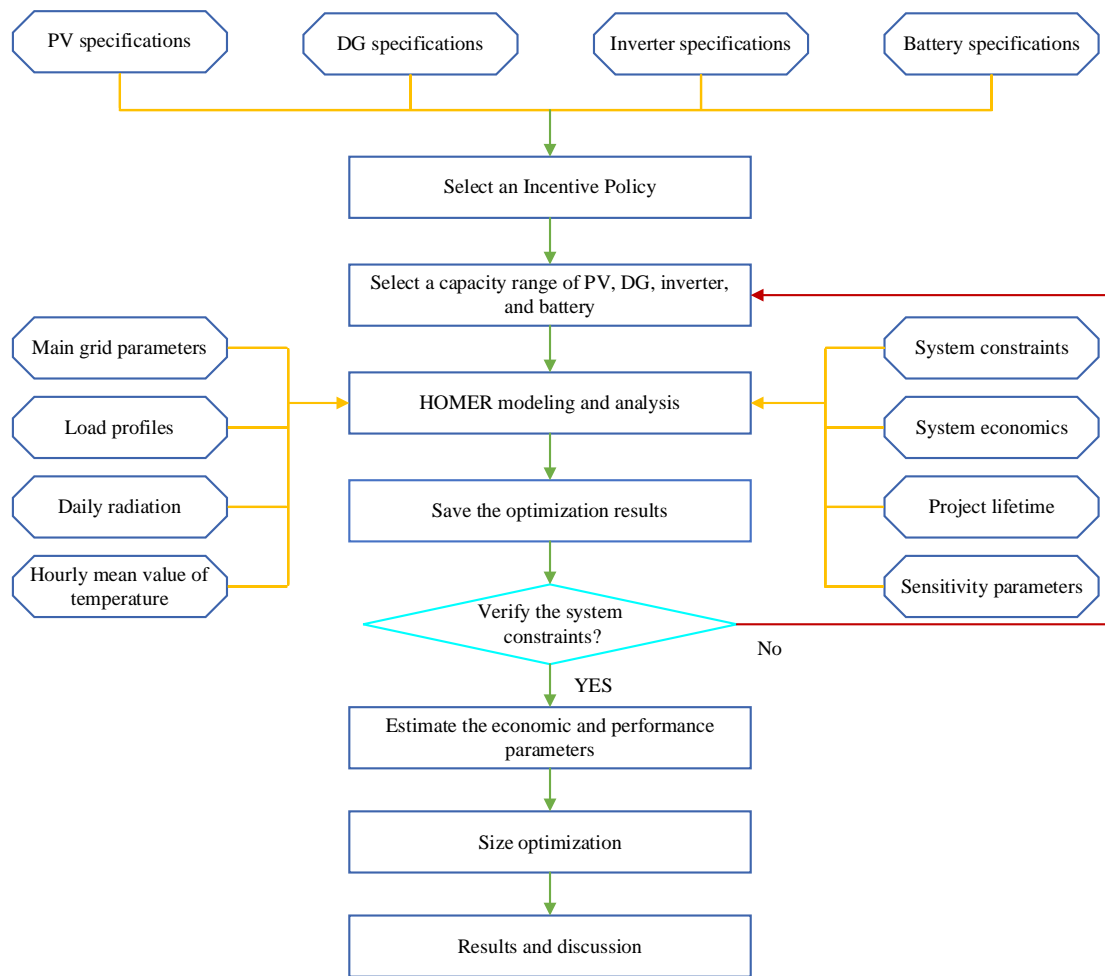 PV specifications
DG specifications
Inverter specifications
Battery specifications
Select an Incentive Policy
Select a capacity range of PV, DG, inverter,
and battery
Main grid parameters
System constraints
HOMER modeling and analysis
Load profiles
System economics
Daily radiation
Save the optimization results
Project lifetime
Hourly mean value of
temperature
Sensitivity parameters
Verify the system
constraints?
No
YES
Estimate the economic and performance
parameters
Size optimization
Results and discussion